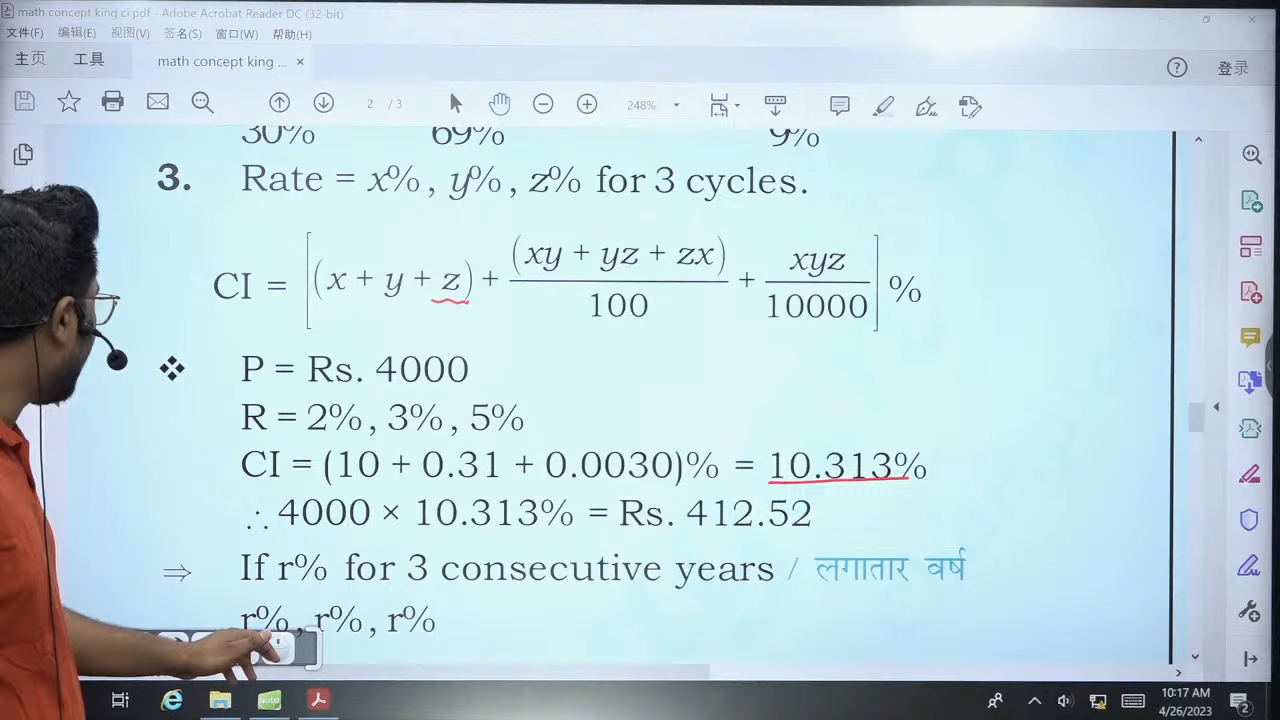 math concept king ci.pdf - Adobe Acrobat Reader DC (32-bit)
文件(F) 编辑(E) 视图(V) 签名(S) 窗口(W) 帮助(H)
主页 工具 math concept king ... × ? 登录
2 / 3 248%
30% 69% 9%
3. Rate = x%, y%, z% for 3 cycles.
CI = [(x + y + z) + (xy + yz + zx)/100 + xyz/10000] %
❖ P = Rs. 4000
R = 2%, 3%, 5%
CI = (10 + 0.31 + 0.0030)% = 10.313%
∴ 4000 × 10.313% = Rs. 412.52
⇒ If r% for 3 consecutive years / लगातार वर्ष
r%, r%, r%
Note
10:17 AM
4/26/2023
2